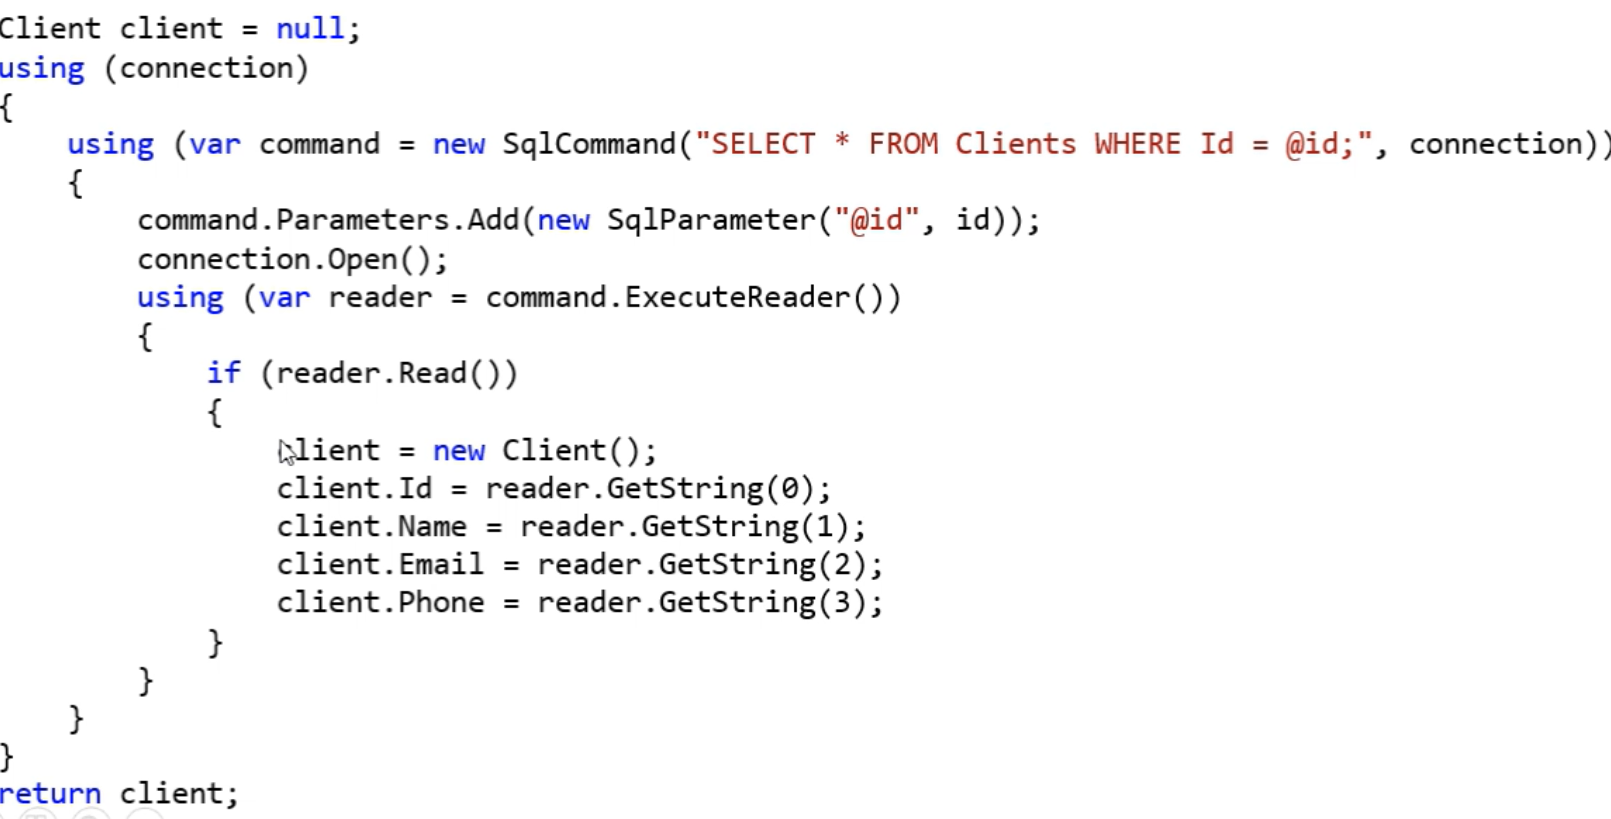 Client client = null;
using (connection)
{
    using (var command = new SqlCommand("SELECT * FROM Clients WHERE Id = @id;", connection))
    {
        command.Parameters.Add(new SqlParameter("@id", id));
        connection.Open();
        using (var reader = command.ExecuteReader())
        {
            if (reader.Read())
            {
                client = new Client();
                client.Id = reader.GetString(0);
                client.Name = reader.GetString(1);
                client.Email = reader.GetString(2);
                client.Phone = reader.GetString(3);
            }
        }
    }
}
return client;